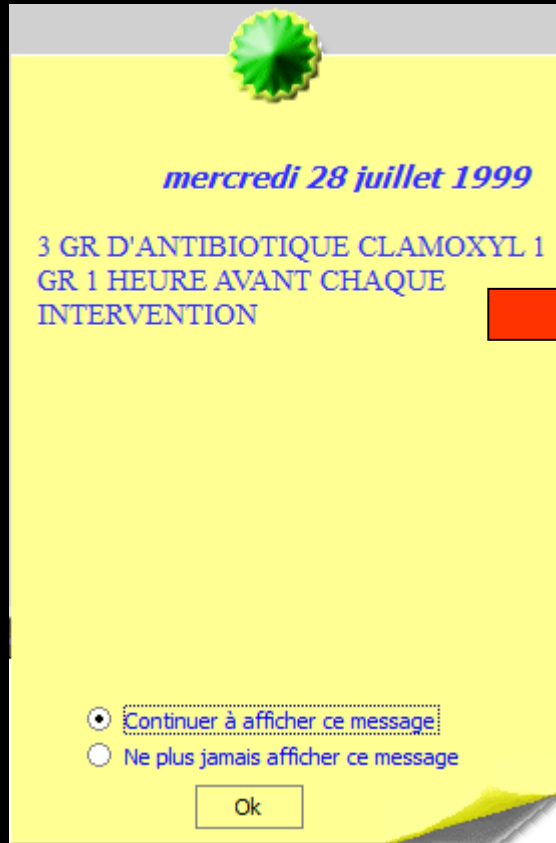 mercredi 28 juillet 1999
3 GR D'ANTIBIOTIQUE CLAMOXYL 1
GR 1 HEURE AVANT CHAQUE
INTERVENTION
Continuer à afficher ce message
Ne plus jamais afficher ce message
Ok